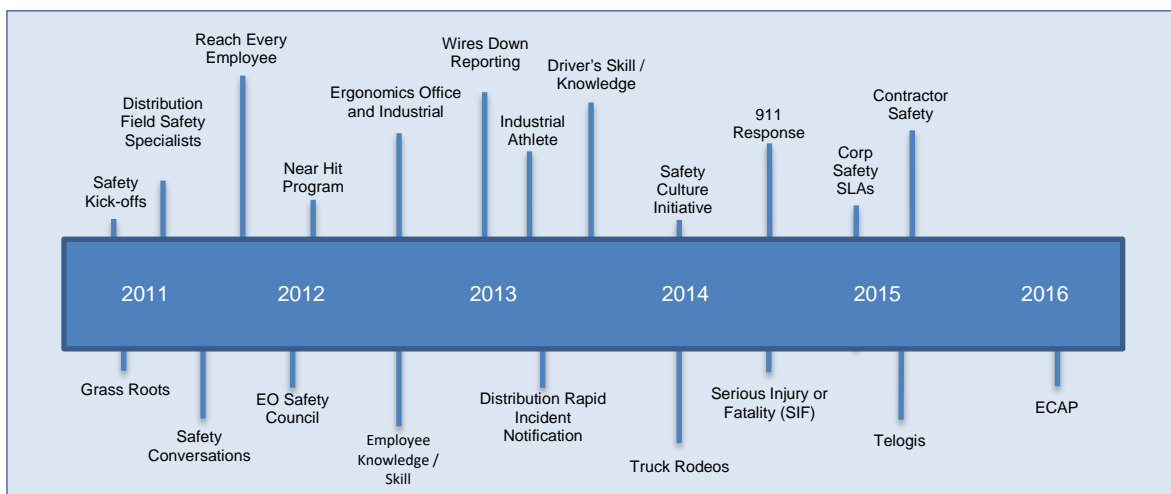 Reach Every
Employee
Wires Down
Reporting
Driver's Skill /
Knowledge
Distribution
Field Safety
Specialists
Ergonomics Office
and Industrial
Industrial
Athlete
911
Response
Contractor
Safety
Safety
Kick-offs
Near Hit
Program
Safety
Culture
Initiative
Corp
Safety
SLAs
2011
2012
2013
2014
2015
2016
Grass Roots
Safety
Conversations
EO Safety
Council
Employee
Knowledge /
Skill
Distribution Rapid
Incident
Notification
Truck Rodeos
Serious Injury or
Fatality (SIF)
Telogis
ECAP